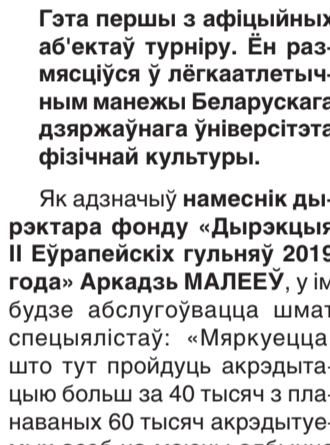 Гэта першы з афіцыйных
аб'ектаў турніру. Ён раз-
мясціўся ў лёгкаатлетыч-
ным манежы Беларускага
дзяржаўнага ўніверсітэта
фізічнай культуры.
Як адзначыў намеснік ды-
рэктара фонду «Дырэкцыя
II Еўрапейскіх гульняў 2019
года» Аркадзь МАЛЕЕЎ, у ім
будзе абслугоўвацца шмат
спецыялістаў: «Мяркуецца
што тут пройдуць акрэдыта-
цыю больш за 40 тысяч з пла-
наваных 60 тысяч акрэдытуе-